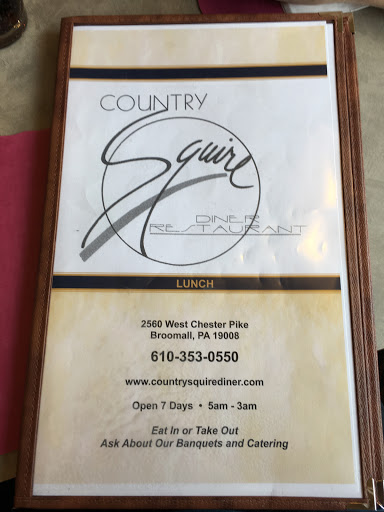 COUNTRY
Squire
DINER
RESTAURANT
LUNCH
2560 West Chester Pike
Broomall, PA 19008
610-353-0550
www.countrysquirediner.com
Open 7 Days • 5am - 3am
Eat In or Take Out
Ask About Our Banquets and Catering